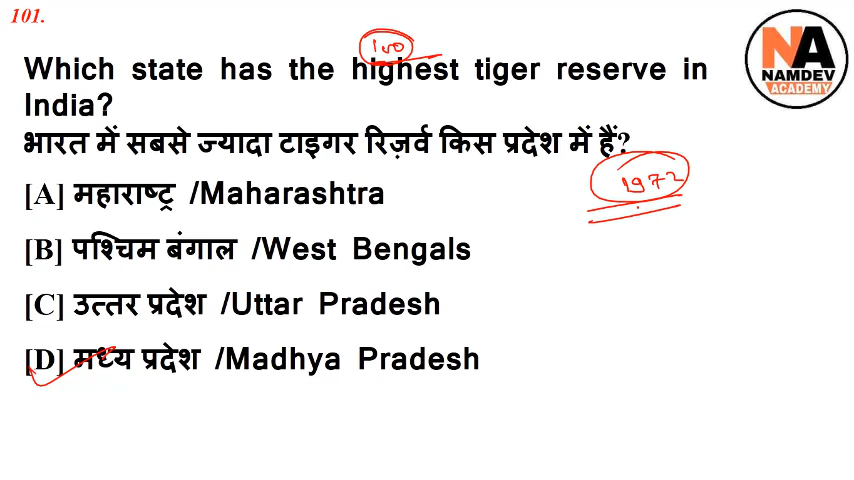 101.
Which state has the highest tiger reserve in
India?
भारत में सबसे ज्यादा टाइगर रिज़र्व किस प्रदेश में हैं?
1972
[A] महाराष्ट्र /Maharashtra
[B] पश्चिम बंगाल /West Bengals
[C] उत्तर प्रदेश /Uttar Pradesh
[D] मध्य प्रदेश /Madhya Pradesh
NA
NAMDEV
ACADEMY